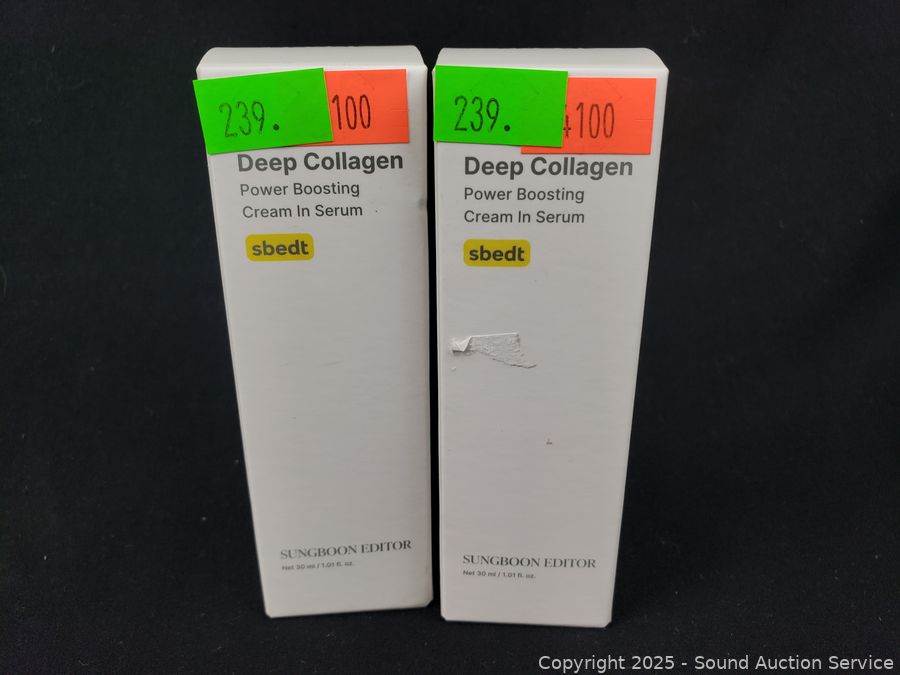 239.
100
Deep Collagen
Power Boosting
Cream In Serum
sbedt
SUNGBOON EDITOR
Net 30 ml / 1.01 fl. oz.
239.
4100
Deep Collagen
Power Boosting
Cream In Serum
sbedt
SUNGBOON EDITOR
Net 30 ml / 1.01 fl. oz.
Copyright 2025 - Sound Auction Service